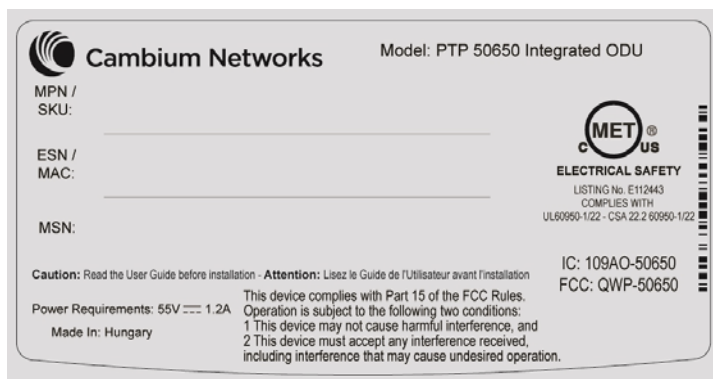 Cambium Networks
Model: PTP 50650 Integrated ODU
MPN /
SKU:
ESN /
MAC:
MSN:
c MET ® US
ELECTRICAL SAFETY
LISTING No. E112443
COMPLIES WITH
UL60950-1/22 - CSA 22.2 60950-1/22
IC: 109AO-50650
FCC: QWP-50650
Caution: Read the User Guide before installation - Attention: Lisez le Guide de l'Utilisateur avant l'installation
Power Requirements: 55V ⎓ 1.2A
Made In: Hungary
This device complies with Part 15 of the FCC Rules.
Operation is subject to the following two conditions:
1 This device may not cause harmful interference, and
2 This device must accept any interference received,
including interference that may cause undesired operation.